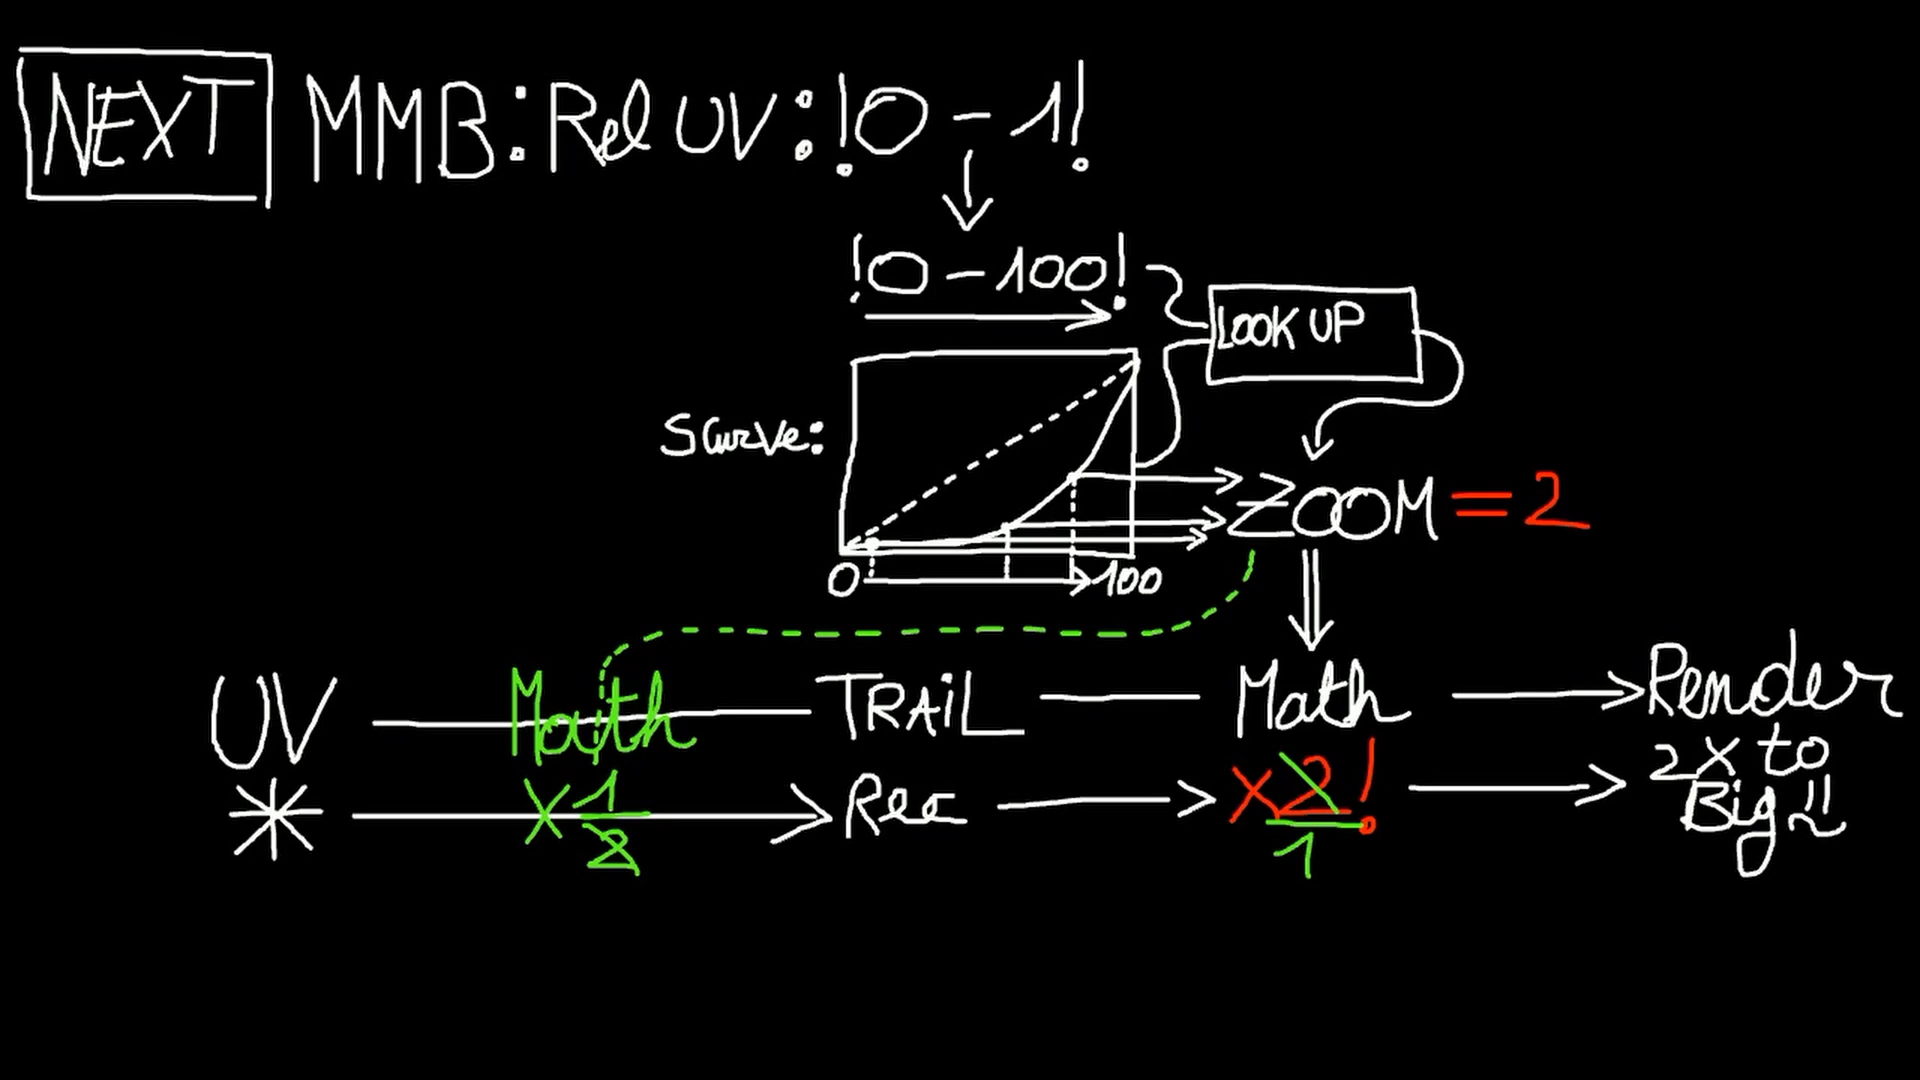 NEXT MMB: Rel UV: !0 - 1!
!0 - 100!
LOOK UP
S Curve:
ZOOM = 2
0 100
UV Math TRAIL Math Render
x 1/2 Rec x 2/1 ! 2x to Big!!